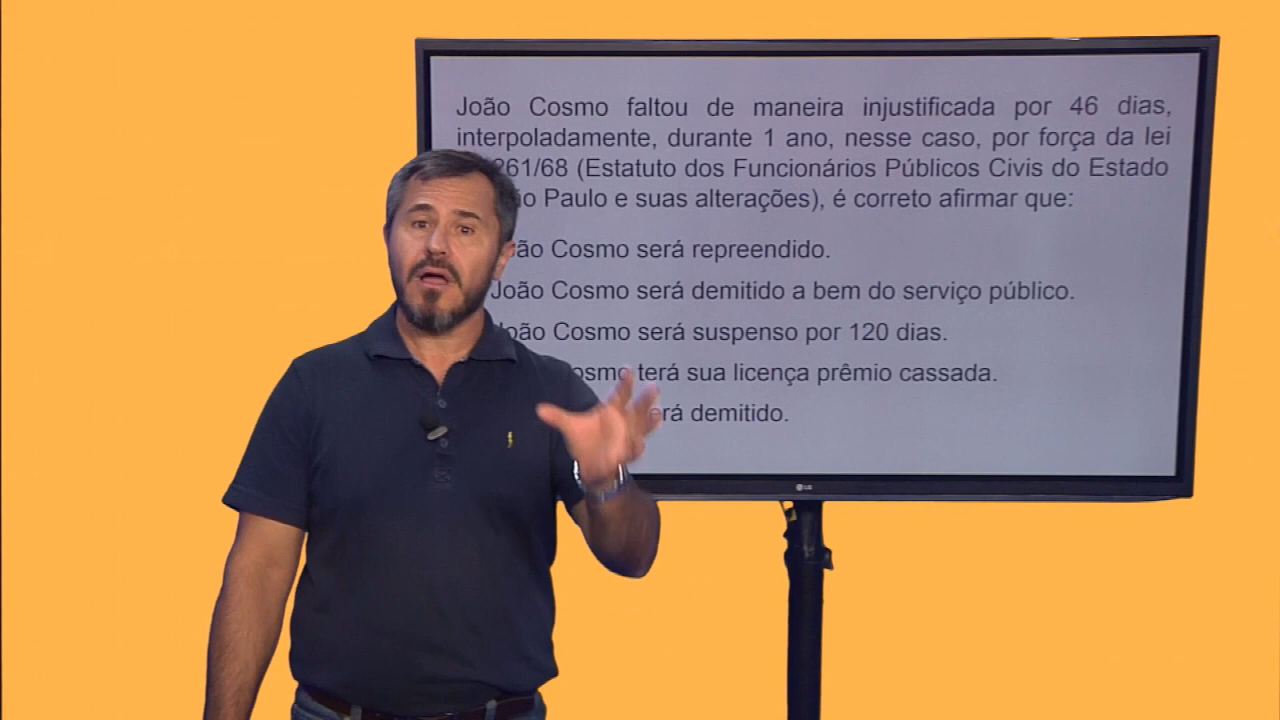 João Cosmo faltou de maneira injustificada por 46 dias,
interpoladamente, durante 1 ano, nesse caso, por força da lei
261/68 (Estatuto dos Funcionários Públicos Civis do Estado
Paulo e suas alterações), é correto afirmar que:
João Cosmo será repreendido.
João Cosmo será demitido a bem do serviço público.
João Cosmo será suspenso por 120 dias.
Cosmo terá sua licença prêmio cassada.
será demitido.
LG